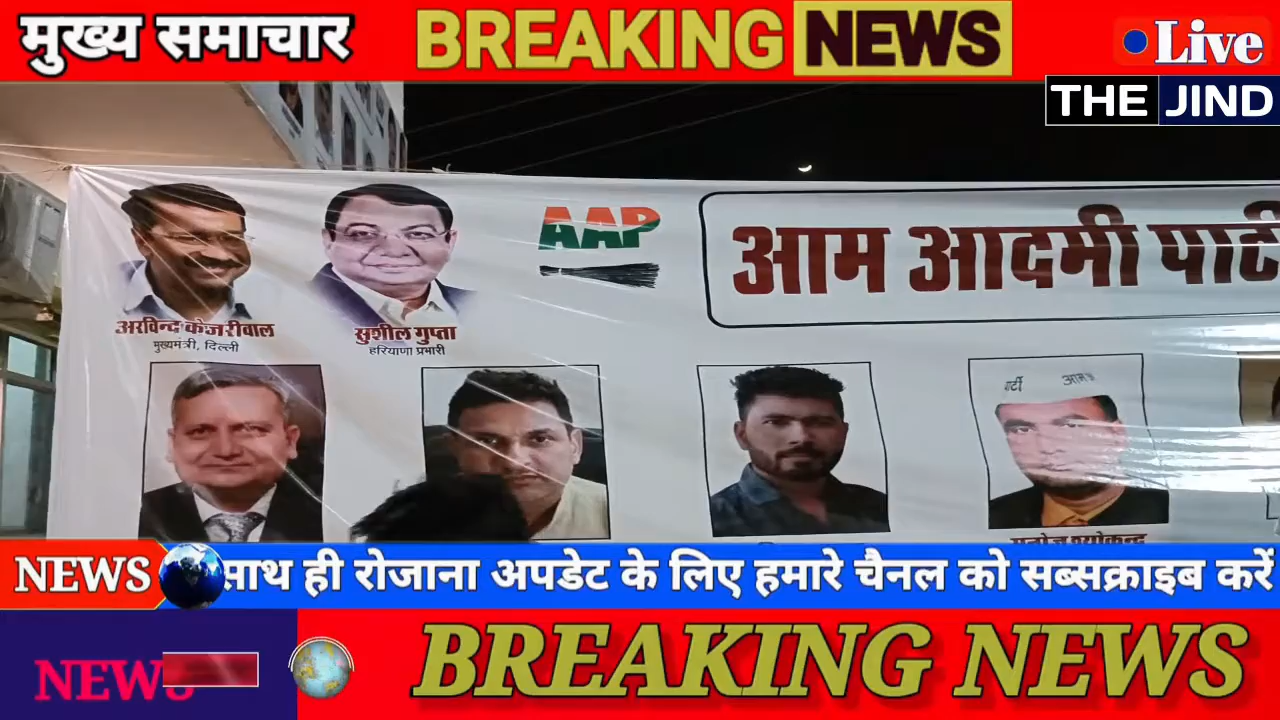 मुख्य समाचार
BREAKING NEWS
Live
THE JIND
AAP
आम आदमी पार्टी
अरविन्द केजरीवाल
मुख्यमंत्री, दिल्ली
सुशील गुप्ता
हरियाणा प्रभारी
NEWS
साथ ही रोजाना अपडेट के लिए हमारे चैनल को सब्सक्राइब करें
NEWS
BREAKING NEWS